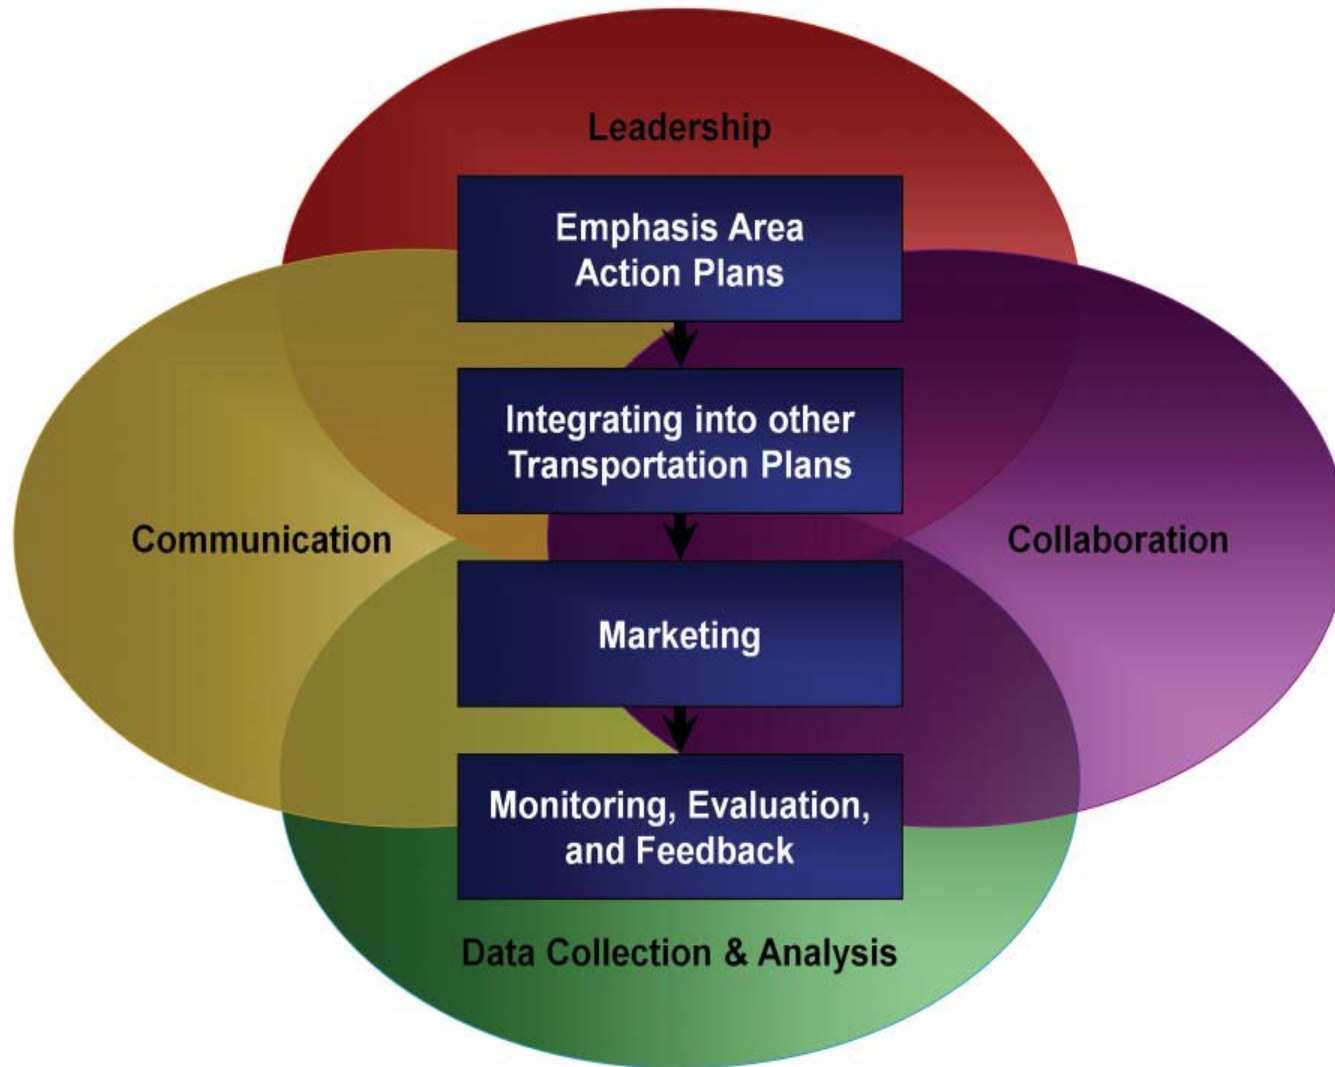 Leadership
Emphasis Area
Action Plans
Integrating into other
Transportation Plans
Communication
Collaboration
Marketing
Monitoring, Evaluation,
and Feedback
Data Collection & Analysis